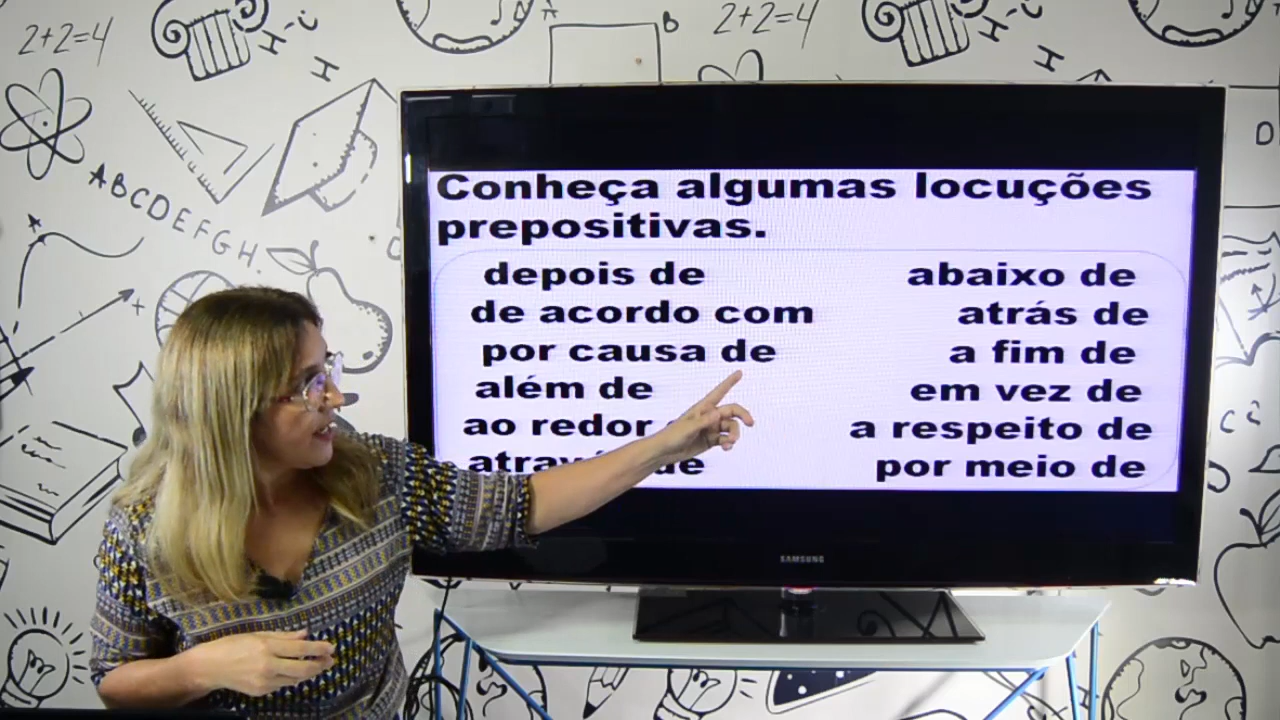 2+2=4
2+2=4
H-i
H
H-i
H
A
B
D
ABCDEFGH.
Conheça algumas locuções
prepositivas.
depois de
abaixo de
de acordo com
atrás de
por causa de
a fim de
além de
em vez de
ao redor
a respeito de
de
por meio de
SAMSUNG